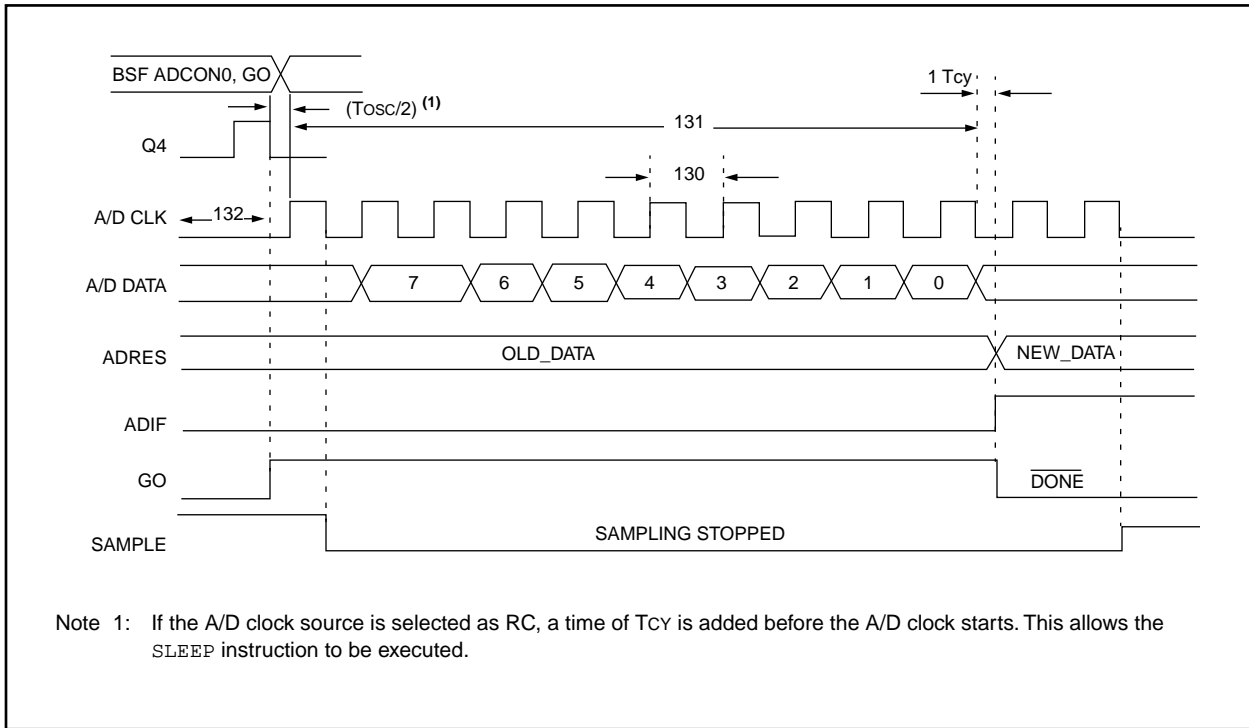 BSF ADCON0, GO
1 Tcy
(TOSC/2) (1)
131
Q4
130
A/D CLK
132
A/D DATA
7 6 5 4 3 2 1 0
ADRES
OLD_DATA
NEW_DATA
ADIF
GO
DONE
SAMPLE
SAMPLING STOPPED
Note 1: If the A/D clock source is selected as RC, a time of TCY is added before the A/D clock starts. This allows the
SLEEP instruction to be executed.